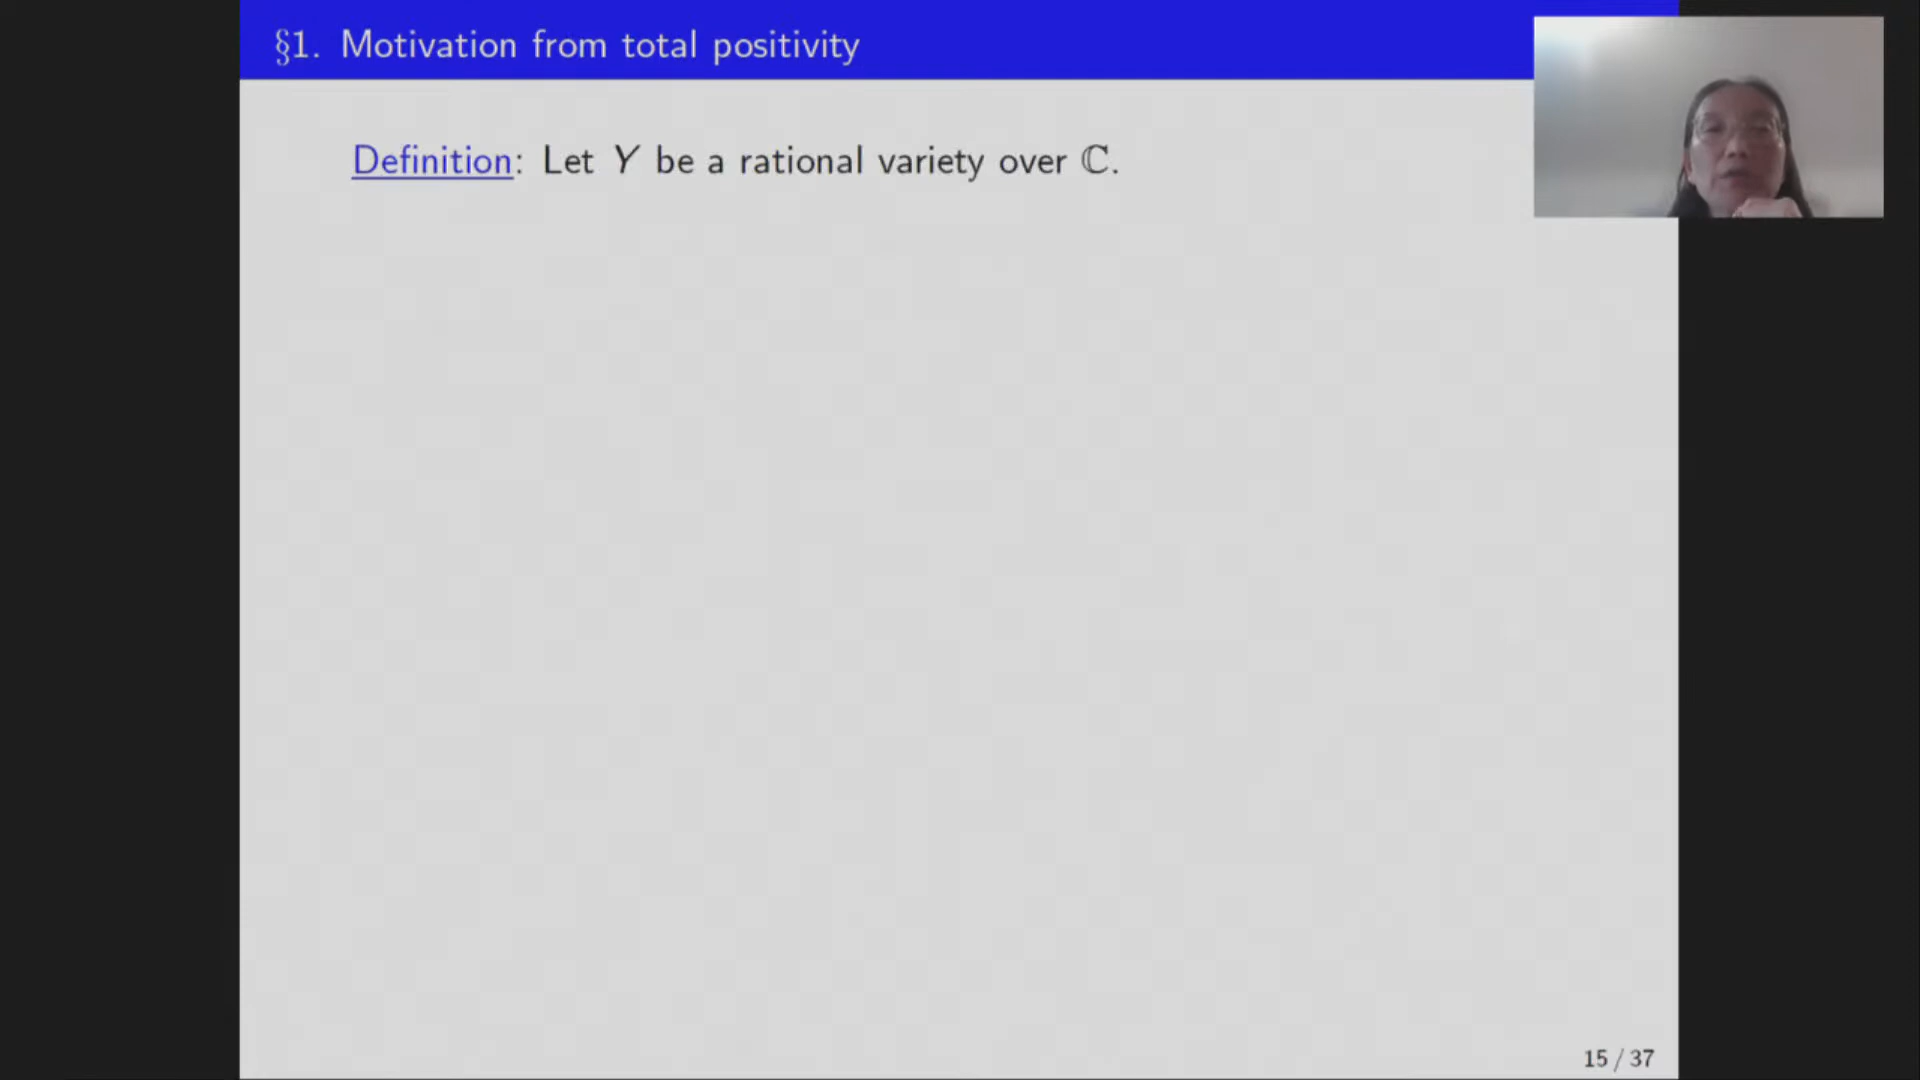 §1. Motivation from total positivity
Definition: Let Y be a rational variety over ℂ.
15 / 37